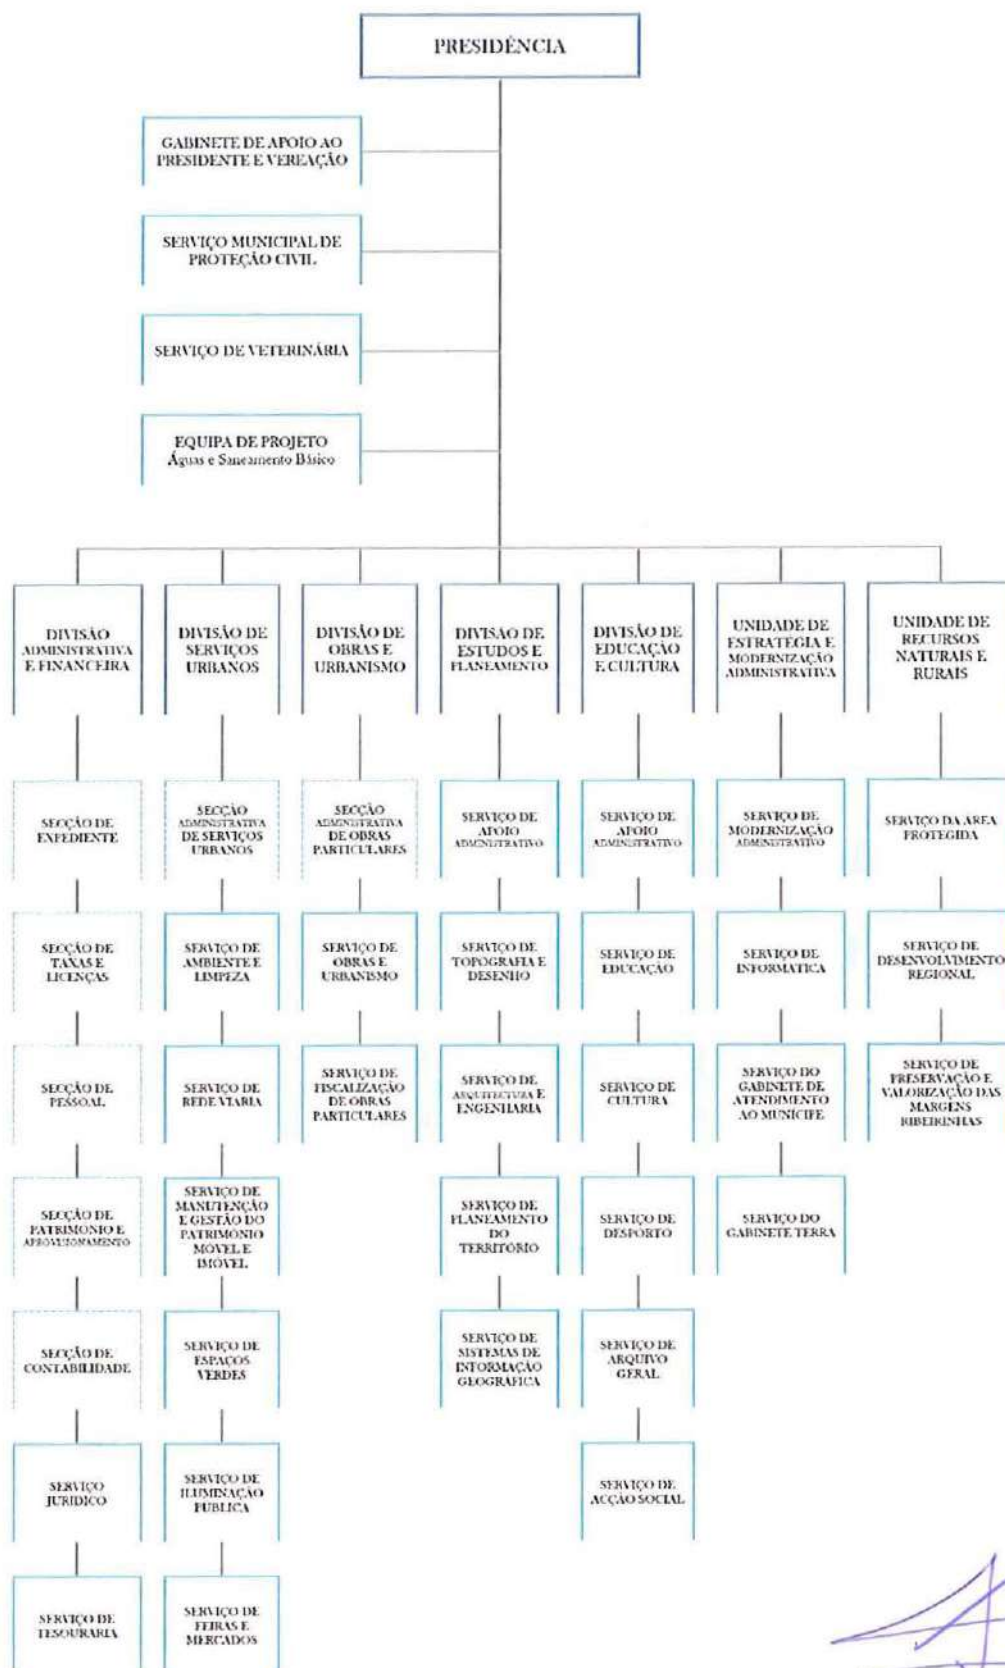 PRESIDÊNCIA
GABINETE DE APOIO AO
PRESIDENTE E VEREAÇÃO
SERVIÇO MUNICIPAL DE
PROTEÇÃO CIVIL
SERVIÇO DE VETERINÁRIA
EQUIPA DE PROJETO
Águas e Saneamento Básico
DIVISÃO
ADMINISTRATIVA
E FINANCEIRA
DIVISÃO DE
SERVIÇOS
URBANOS
DIVISÃO DE
OBRAS E
URBANISMO
DIVISÃO DE
ESTUDOS E
PLANEAMENTO
DIVISÃO DE
EDUCAÇÃO
E CULTURA
UNIDADE DE
ESTRATÉGIA E
MODERNIZAÇÃO
ADMINISTRATIVA
UNIDADE DE
RECURSOS
NATURAIS E
RURAIS
SECÇÃO DE
EXPEDIENTE
SECÇÃO
ADMINISTRATIVA
DE SERVIÇOS
URBANOS
SECÇÃO
ADMINISTRATIVA
DE OBRAS
PARTICULARES
SERVIÇO DE
APOIO
ADMINISTRATIVO
SERVIÇO DE
APOIO
ADMINISTRATIVO
SERVIÇO DE
MODERNIZAÇÃO
ADMINISTRATIVO
SERVIÇO DA AREA
PROTEGIDA
SECÇÃO DE
TAXAS E
LICENÇAS
SERVIÇO DE
AMBIENTE E
LIMPEZA
SERVIÇO DE
OBRAS E
URBANISMO
SERVIÇO DE
TOPOGRAFIA E
DESENHO
SERVIÇO DE
EDUCAÇÃO
SERVIÇO DE
INFORMATICA
SERVIÇO DE
DESENVOLVIMENTO
REGIONAL
SECÇÃO DE
PESSOAL
SERVIÇO DE
REDE VIARIA
SERVIÇO DE
FISCALIZAÇÃO
DE OBRAS
PARTICULARES
SERVIÇO DE
ARQUITECTURA E
ENGENHARIA
SERVIÇO DE
CULTURA
SERVIÇO DO
GABINETE DE
ATENDIMENTO
AO MUNÍCIPE
SERVIÇO DE
PRESERVAÇÃO E
VALORIZAÇÃO DAS
MARGENS
RIBEIRINHAS
SECÇÃO DE
PATRIMONIO E
APROVISIONAMENTO
SERVIÇO DE
MANUTENÇÃO
E GESTÃO DO
PATRIMONIO
MOVEL E
IMOVEL
SERVIÇO DE
PLANEAMENTO
DO
TERRITÓRIO
SERVIÇO DE
DESPORTO
SERVIÇO DO
GABINETE TERRA
SECÇÃO DE
CONTABILIDADE
SERVIÇO DE
ESPAÇOS
VERDES
SERVIÇO DE
SISTEMAS DE
INFORMAÇÃO
GEOGRÁFICA
SERVIÇO DE
ARQUIVO
GERAL
SERVIÇO
JURIDICO
SERVIÇO DE
ILUMINAÇÃO
PUBLICA
SERVIÇO DE
ACÇÃO SOCIAL
SERVIÇO DE
TESOURARIA
SERVIÇO DE
FEIRAS E
MERCADOS